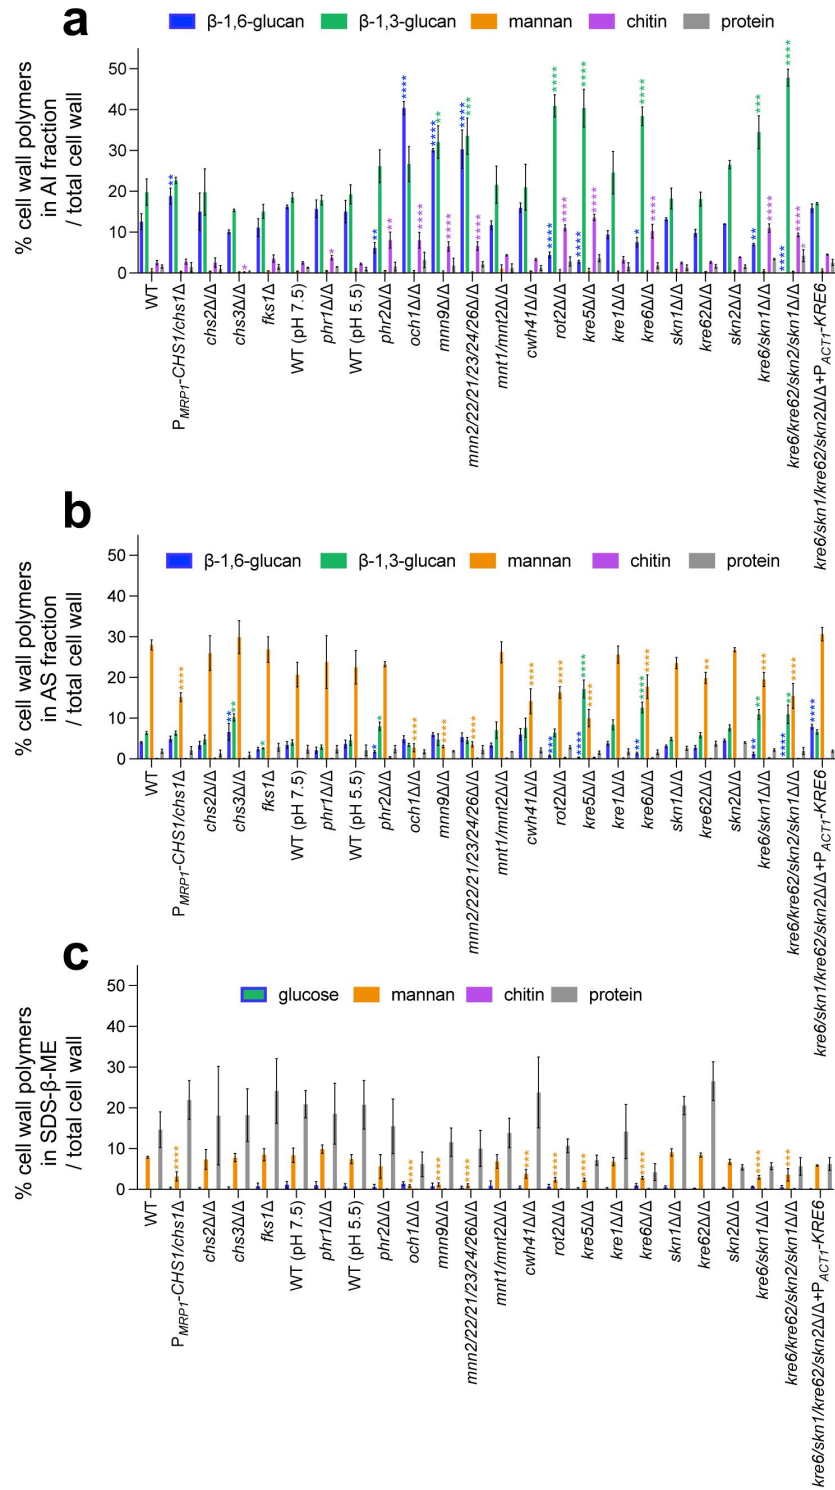 a
β-1,6-glucan β-1,3-glucan mannan chitin protein
% cell wall polymers
in AI fraction
/ total cell wall
50
40
30
20
10
0
** **** **** ** **** *** **** **** **** *** ****
** * ** **** **** **** **** **** **** **** * **** ** **** **** **** *
WT
PMRP1-CHS1/chs1Δ
chs2Δ/Δ
chs3Δ/Δ
fks1Δ
WT (pH 7.5)
phr1Δ/Δ
WT (pH 5.5)
phr2Δ/Δ
och1Δ/Δ
mnn9Δ/Δ
mnn2/22/21/23/24/26Δ/Δ
mnt1/mnt2Δ/Δ
cwh41Δ/Δ
rot2Δ/Δ
kre5Δ/Δ
kre1Δ/Δ
kre6Δ/Δ
skn1Δ/Δ
kre62Δ/Δ
skn2Δ/Δ
kre6/skn1Δ/Δ
kre6/kre62/skn2/skn1Δ/Δ
kre6/skn1/kre62/skn2Δ/Δ+PACT1-KRE6
b
β-1,6-glucan β-1,3-glucan mannan chitin protein
% cell wall polymers
in AS fraction
/ total cell wall
50
40
30
20
10
0
WT
PMRP1-CHS1/chs1Δ
chs2Δ/Δ
chs3Δ/Δ
fks1Δ
WT (pH 7.5)
phr1Δ/Δ
WT (pH 5.5)
phr2Δ/Δ
och1Δ/Δ
mnn9Δ/Δ
mnn2/22/21/23/24/26Δ/Δ
mnt1/mnt2Δ/Δ
cwh41Δ/Δ
rot2Δ/Δ
kre5Δ/Δ
kre1Δ/Δ
kre6Δ/Δ
skn1Δ/Δ
kre62Δ/Δ
skn2Δ/Δ
kre6/skn1Δ/Δ
kre6/kre62/skn2/skn1Δ/Δ
kre6/skn1/kre62/skn2Δ/Δ+PACT1-KRE6
c
glucose mannan chitin protein
% cell wall polymers
in SDS-β-ME
/ total cell wall
50
40
30
20
10
0
WT
PMRP1-CHS1/chs1Δ
chs2Δ/Δ
chs3Δ/Δ
fks1Δ
WT (pH 7.5)
phr1Δ/Δ
WT (pH 5.5)
phr2Δ/Δ
och1Δ/Δ
mnn9Δ/Δ
mnn2/22/21/23/24/26Δ/Δ
mnt1/mnt2Δ/Δ
cwh41Δ/Δ
rot2Δ/Δ
kre5Δ/Δ
kre1Δ/Δ
kre6Δ/Δ
skn1Δ/Δ
kre62Δ/Δ
skn2Δ/Δ
kre6/skn1Δ/Δ
kre6/kre62/skn2/skn1Δ/Δ
kre6/skn1/kre62/skn2Δ/Δ+PACT1-KRE6